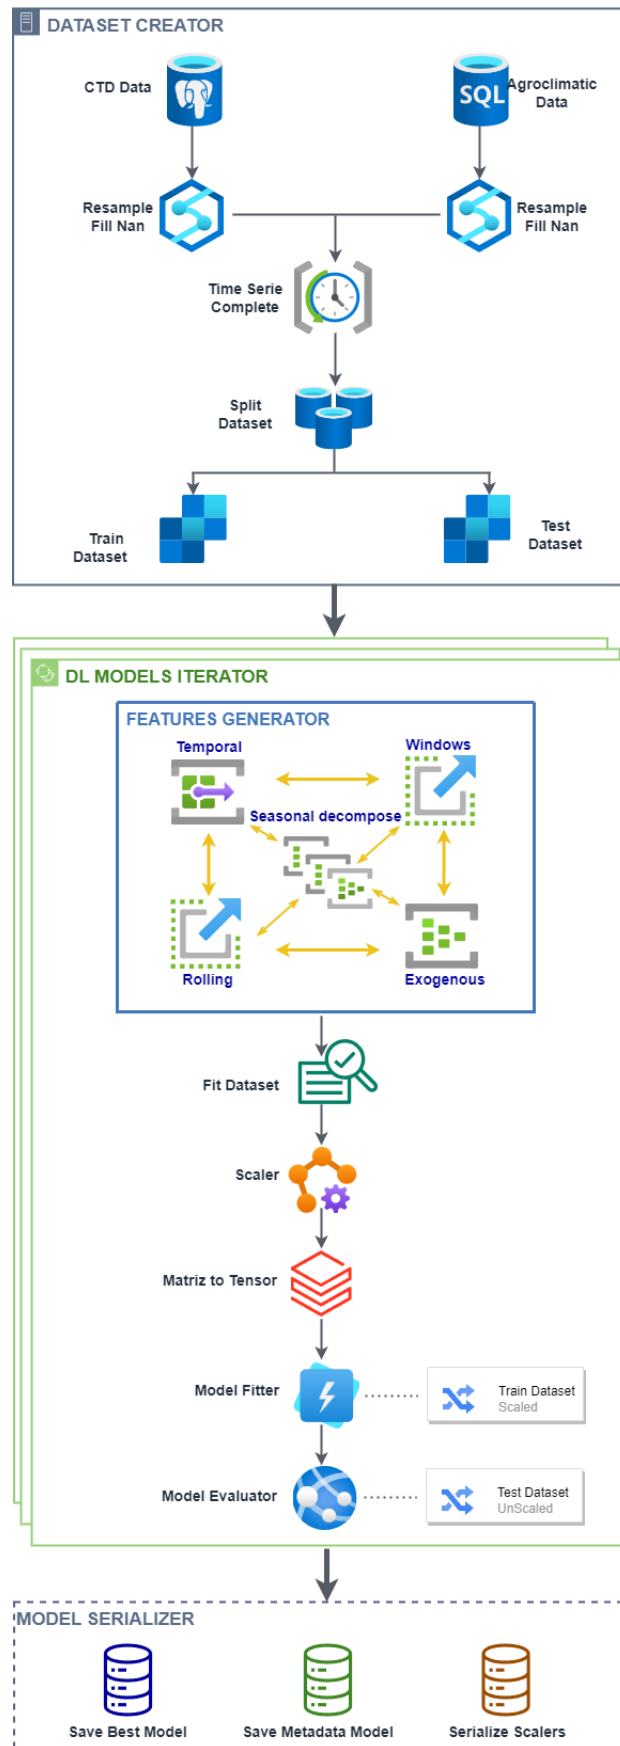 DATASET CREATOR
CTD Data
SQL
Agroclimatic
Data
Resample
Fill Nan
Resample
Fill Nan
Time Serie
Complete
Split
Dataset
Train
Dataset
Test
Dataset
DL MODELS ITERATOR
FEATURES GENERATOR
Temporal
Windows
Seasonal decompose
Rolling
Exogenous
Fit Dataset
Scaler
Matriz to Tensor
Model Fitter
Train Dataset
Scaled
Model Evaluator
Test Dataset
UnScaled
MODEL SERIALIZER
Save Best Model
Save Metadata Model
Serialize Scalers